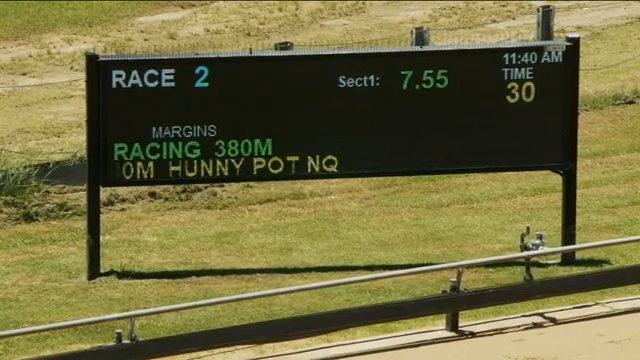 RACE 2 Sect1: 7.55 11:40 AM
TIME
30
MARGINS
RACING 380M
0M HUNNY POT NQ